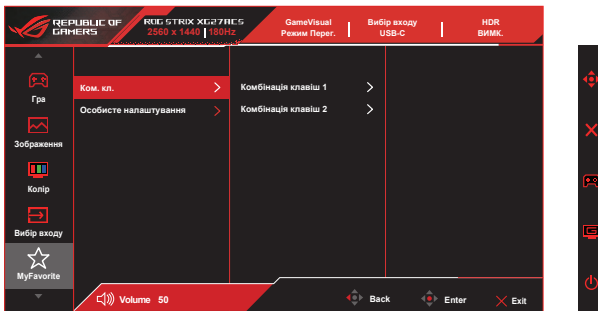 REPUBLIC OF
GAMERS
ROG STRIX XG27ACS
2560 x 1440 180Hz
GameVisual
Режим Перег.
Вибір входу
USB-C
HDR
ВИМК.
Гра
Зображення
Колір
Вибір входу
MyFavorite
Ком. кл.
Особисте налаштування
Комбінація клавіш 1
Комбінація клавіш 2
Volume 50
Back
Enter
Exit